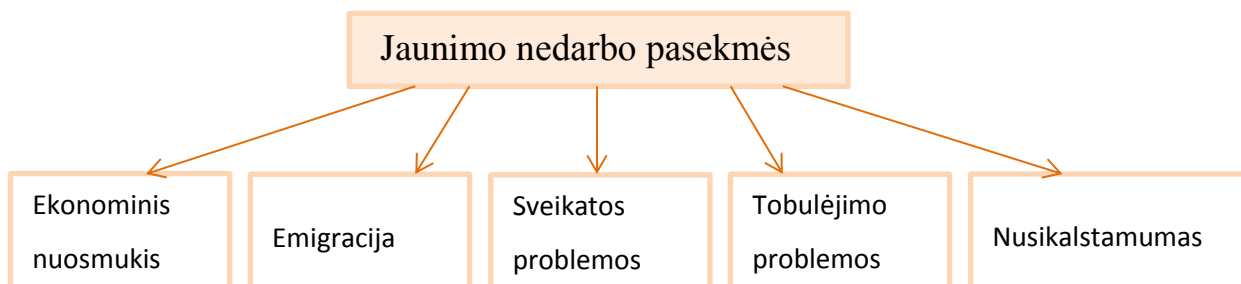 Jaunimo nedarbo pasekmės
Ekonominis
nuosmukis
Emigracija
Sveikatos
problemos
Tobulėjimo
problemos
Nusikalstamumas